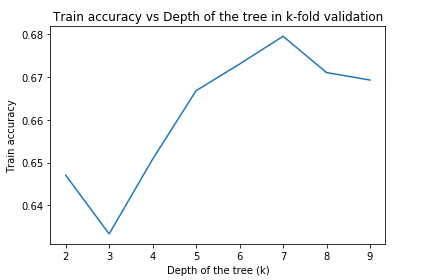 Train accuracy vs Depth of the tree in k-fold validation
Train accuracy
0.68
0.67
0.66
0.65
0.64
2 3 4 5 6 7 8 9
Depth of the tree (k)